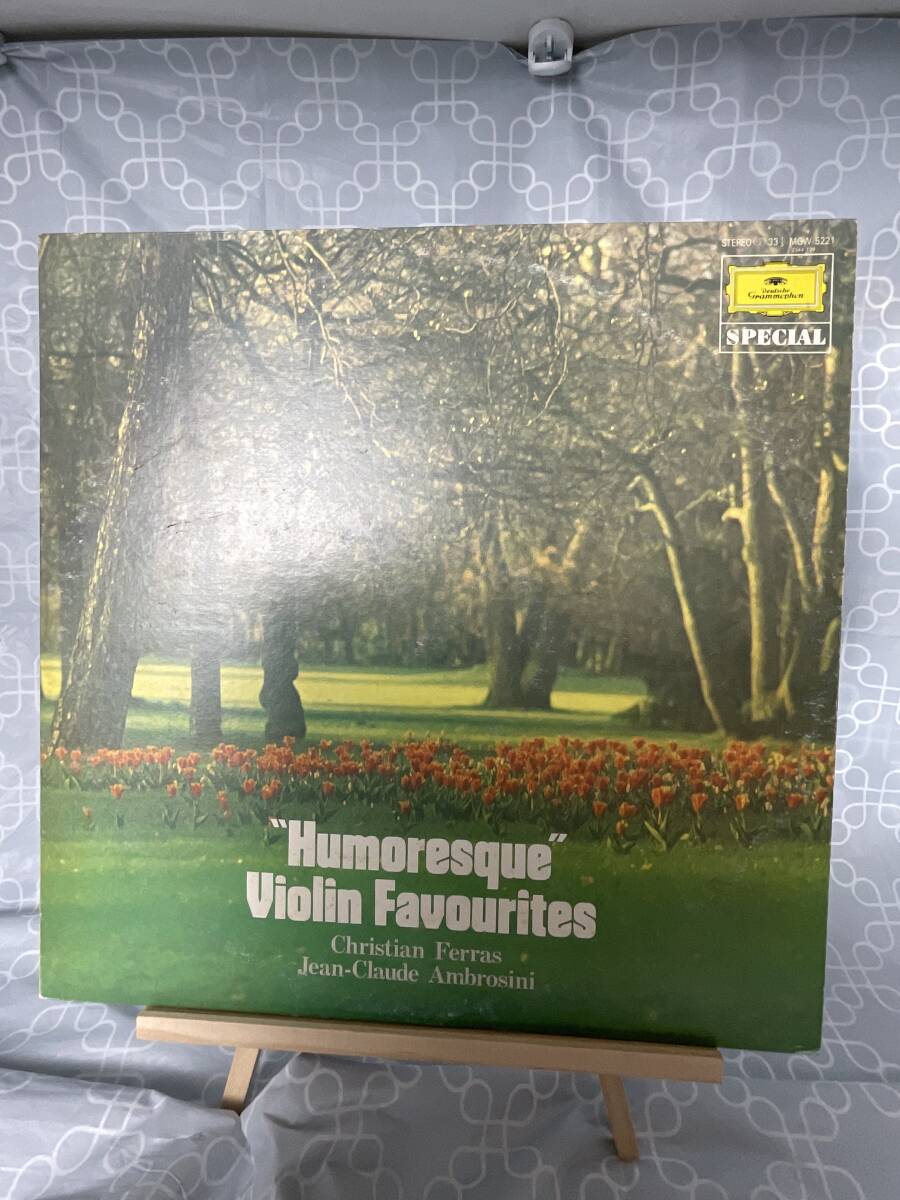 STEREO 33 MGW 5221
Deutsche
Grammophon
SPECIAL
"Humoresque"
Violin Favourites
Christian Ferras
Jean-Claude Ambrosini